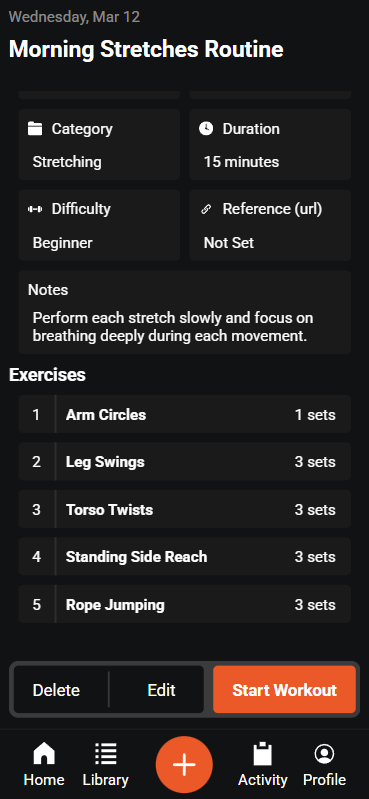 Wednesday, Mar 12
Morning Stretches Routine
Category
Duration
Stretching
15 minutes
Difficulty
Reference (url)
Beginner
Not Set
Notes
Perform each stretch slowly and focus on
breathing deeply during each movement.
Exercises
1 Arm Circles 1 sets
2 Leg Swings 3 sets
3 Torso Twists 3 sets
4 Standing Side Reach 3 sets
5 Rope Jumping 3 sets
Delete Edit Start Workout
Home Library Activity Profile